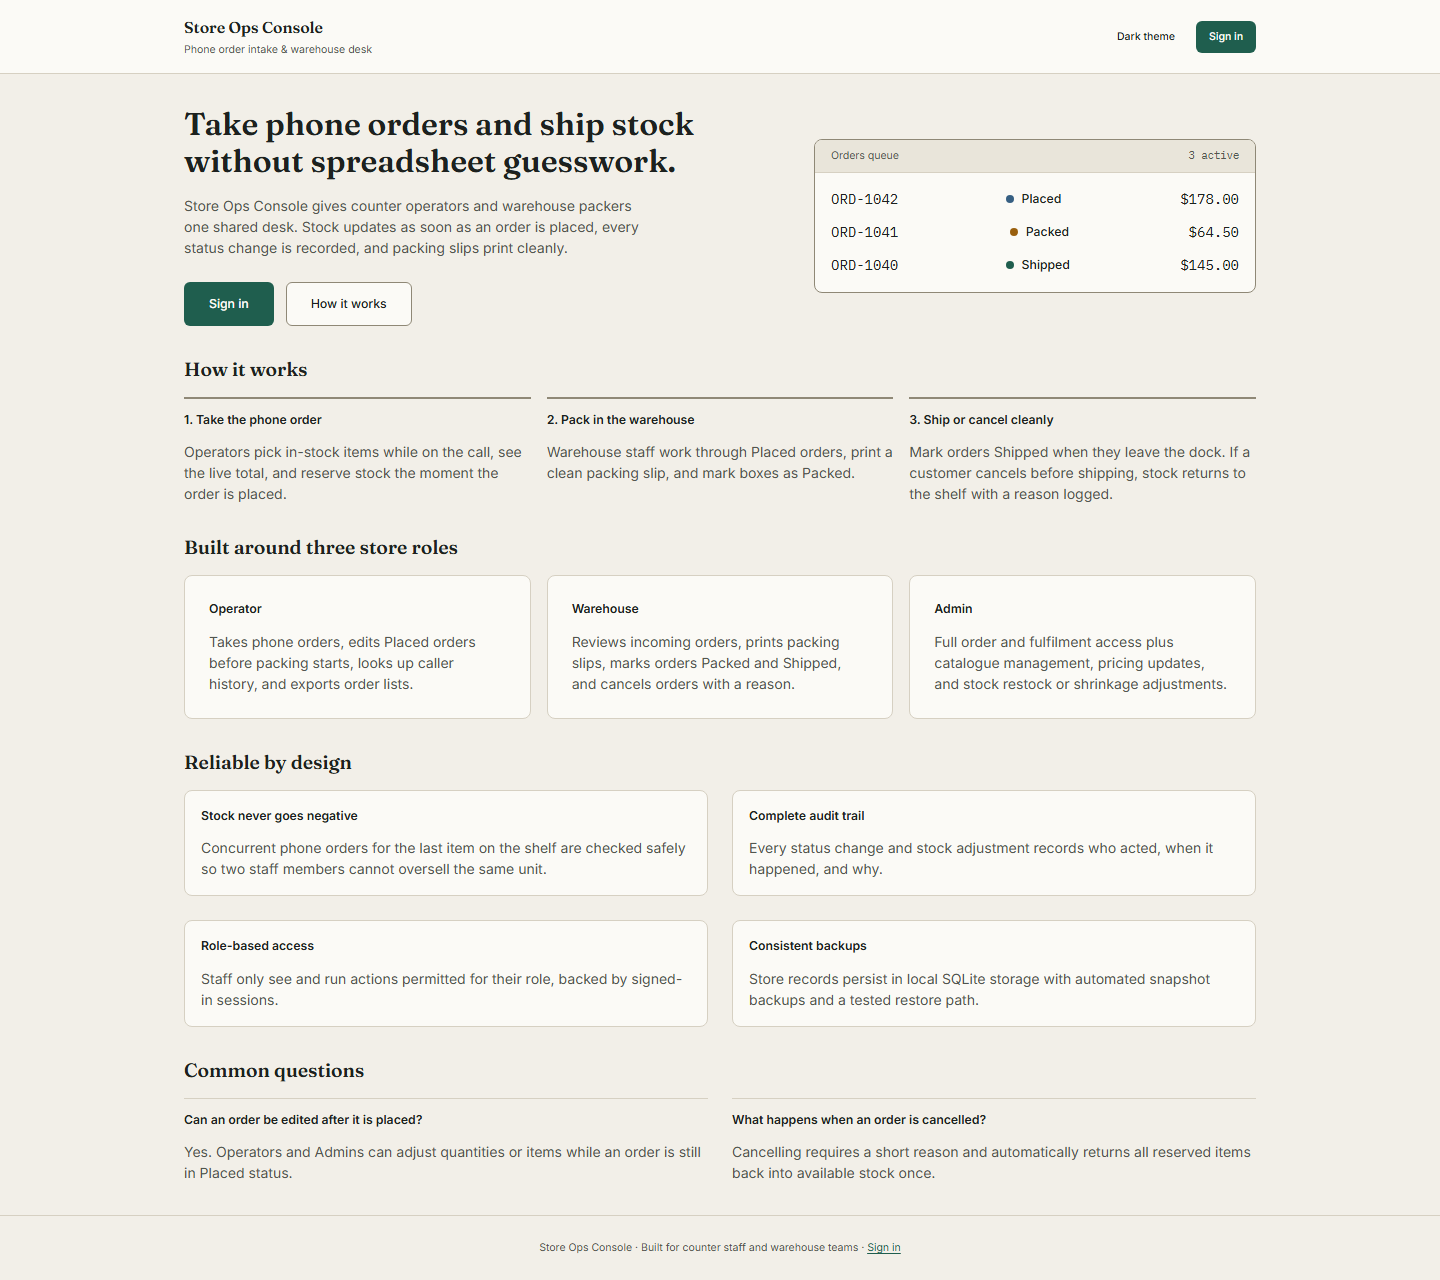 Store Ops Console
Phone order intake & warehouse desk
Dark theme
Sign in
Take phone orders and ship stock
without spreadsheet guesswork.
Store Ops Console gives counter operators and warehouse packers
one shared desk. Stock updates as soon as an order is placed, every
status change is recorded, and packing slips print cleanly.
Sign in
How it works
Orders queue
3 active
ORD-1042
Placed
$178.00
ORD-1041
Packed
$64.50
ORD-1040
Shipped
$145.00
How it works
1. Take the phone order
Operators pick in-stock items while on the call, see
the live total, and reserve stock the moment the
order is placed.
2. Pack in the warehouse
Warehouse staff work through Placed orders, print a
clean packing slip, and mark boxes as Packed.
3. Ship or cancel cleanly
Mark orders Shipped when they leave the dock. If a
customer cancels before shipping, stock returns to
the shelf with a reason logged.
Built around three store roles
Operator
Takes phone orders, edits Placed orders
before packing starts, looks up caller
history, and exports order lists.
Warehouse
Reviews incoming orders, prints packing
slips, marks orders Packed and Shipped,
and cancels orders with a reason.
Admin
Full order and fulfilment access plus
catalogue management, pricing updates,
and stock restock or shrinkage adjustments.
Reliable by design
Stock never goes negative
Concurrent phone orders for the last item on the shelf are checked safely
so two staff members cannot oversell the same unit.
Complete audit trail
Every status change and stock adjustment records who acted, when it
happened, and why.
Role-based access
Staff only see and run actions permitted for their role, backed by signed-
in sessions.
Consistent backups
Store records persist in local SQLite storage with automated snapshot
backups and a tested restore path.
Common questions
Can an order be edited after it is placed?
Yes. Operators and Admins can adjust quantities or items while an order is still
in Placed status.
What happens when an order is cancelled?
Cancelling requires a short reason and automatically returns all reserved items
back into available stock once.
Store Ops Console · Built for counter staff and warehouse teams · Sign in